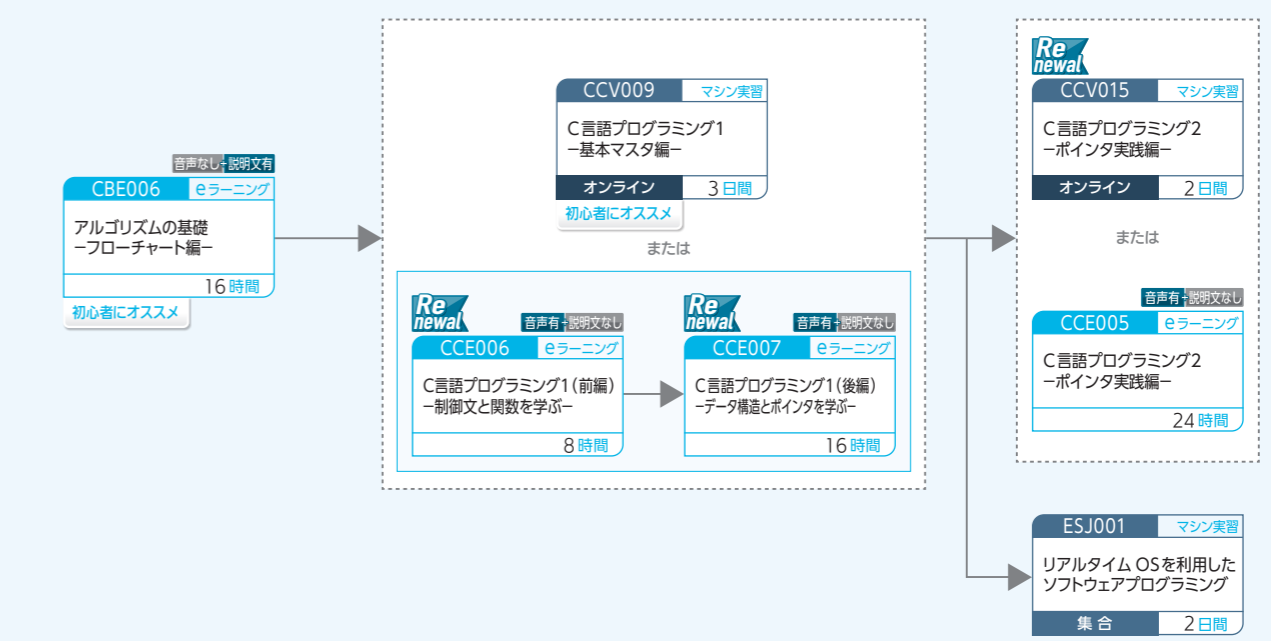 音声なし+説明文有
CBE006 eラーニング
アルゴリズムの基礎
−フローチャート編−
16時間
初心者にオススメ
CCV009 マシン実習
C言語プログラミング1
−基本マスタ編−
オンライン 3日間
初心者にオススメ
または
Re
newal
音声有+説明文なし
CCE006 eラーニング
C言語プログラミング1(前編)
−制御文と関数を学ぶ−
8時間
Re
newal
音声有+説明文なし
CCE007 eラーニング
C言語プログラミング1(後編)
−データ構造とポインタを学ぶ−
16時間
Re
newal
CCV015 マシン実習
C言語プログラミング2
−ポインタ実践編−
オンライン 2日間
または
音声有+説明文なし
CCE005 eラーニング
C言語プログラミング2
−ポインタ実践編−
24時間
ESJ001 マシン実習
リアルタイム OSを利用した
ソフトウェアプログラミング
集合 2日間